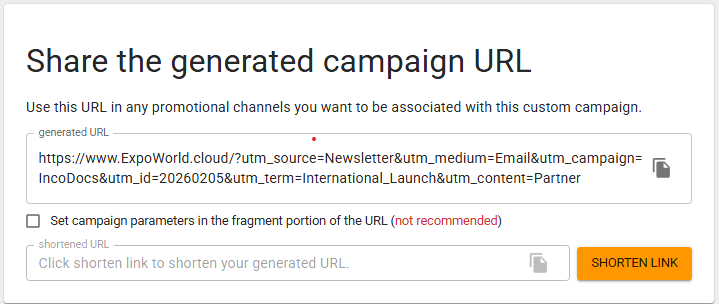 Share the generated campaign URL
Use this URL in any promotional channels you want to be associated with this custom campaign.
generated URL
https://www.ExpoWorld.cloud/?utm_source=Newsletter&utm_medium=Email&utm_campaign=
IncoDocs&utm_id=20260205&utm_term=International_Launch&utm_content=Partner
Set campaign parameters in the fragment portion of the URL (not recommended)
shortened URL
Click shorten link to shorten your generated URL.
SHORTEN LINK